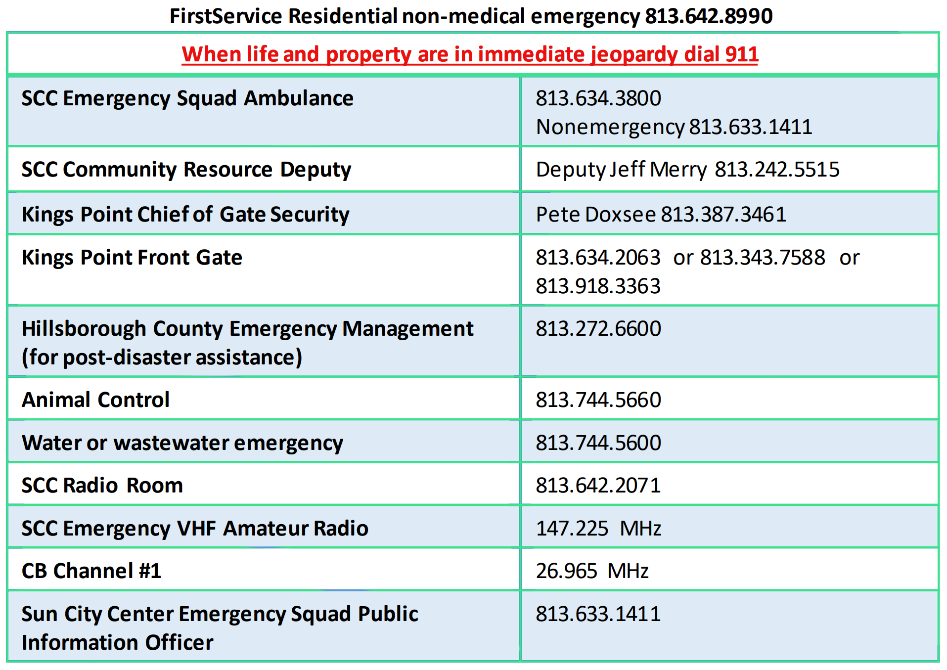 FirstService Residential non-medical emergency 813.642.8990
When life and property are in immediate jeopardy dial 911
SCC Emergency Squad Ambulance
813.634.3800
Nonemergency 813.633.1411
SCC Community Resource Deputy
Deputy Jeff Merry 813.242.5515
Kings Point Chief of Gate Security
Pete Doxsee 813.387.3461
Kings Point Front Gate
813.634.2063 or 813.343.7588 or
813.918.3363
Hillsborough County Emergency Management
(for post-disaster assistance)
813.272.6600
Animal Control
813.744.5660
Water or wastewater emergency
813.744.5600
SCC Radio Room
813.642.2071
SCC Emergency VHF Amateur Radio
147.225 MHz
CB Channel #1
26.965 MHz
Sun City Center Emergency Squad Public
Information Officer
813.633.1411